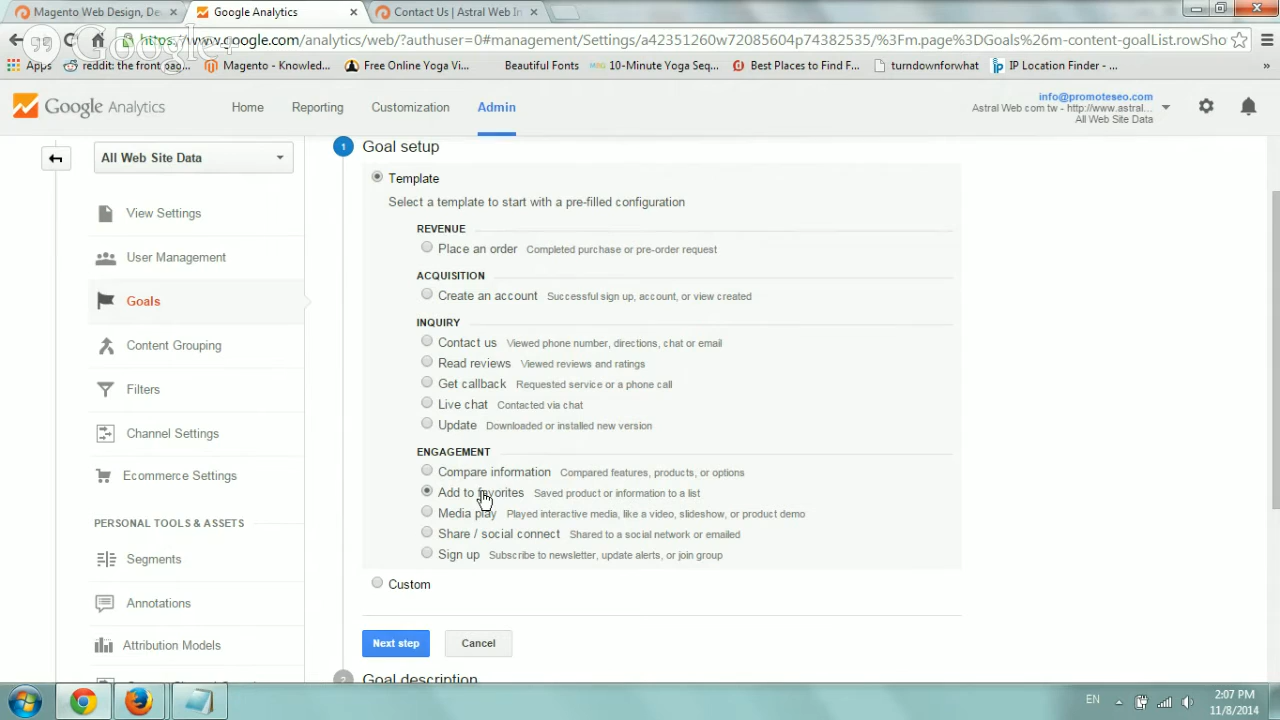 Magento Web Design, De
Google Analytics
Contact Us | Astral Web In
https://www.google.com/analytics/web/?authuser=0#management/Settings/a42351260w72085604p74382535/%3Fm.page%3DGoals%26m-content-goalList.rowSho
Google+
Apps
reddit: the front pag...
Magento - Knowled...
Free Online Yoga Vi...
Beautiful Fonts
10-Minute Yoga Seq...
Best Places to Find F...
turndownforwhat
IP Location Finder - ...
»
Google Analytics
Home
Reporting
Customization
Admin
info@promoteseo.com
Astral Web com tw - http://www.astral...
All Web Site Data
All Web Site Data
View Settings
User Management
Goals
Content Grouping
Filters
Channel Settings
Ecommerce Settings
PERSONAL TOOLS & ASSETS
Segments
Annotations
Attribution Models
1 Goal setup
Template
Select a template to start with a pre-filled configuration
REVENUE
Place an order Completed purchase or pre-order request
ACQUISITION
Create an account Successful sign up, account, or view created
INQUIRY
Contact us Viewed phone number, directions, chat or email
Read reviews Viewed reviews and ratings
Get callback Requested service or a phone call
Live chat Contacted via chat
Update Downloaded or installed new version
ENGAGEMENT
Compare information Compared features, products, or options
Add to favorites Saved product or information to a list
Media play Played interactive media, like a video, slideshow, or product demo
Share / social connect Shared to a social network or emailed
Sign up Subscribe to newsletter, update alerts, or join group
Custom
Next step
Cancel
2 Goal description
EN
2:07 PM
11/8/2014